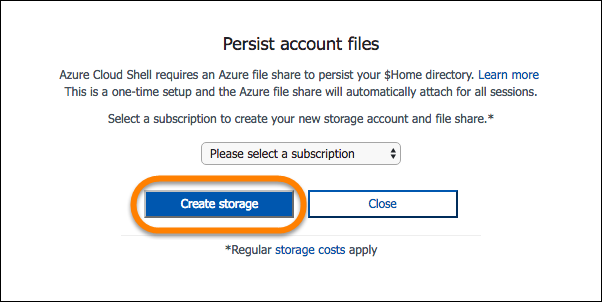 Persist account files
Azure Cloud Shell requires an Azure file share to persist your $Home directory. Learn more
This is a one-time setup and the Azure file share will automatically attach for all sessions.
Select a subscription to create your new storage account and file share.*
Please select a subscription
Create storage
Close
*Regular storage costs apply